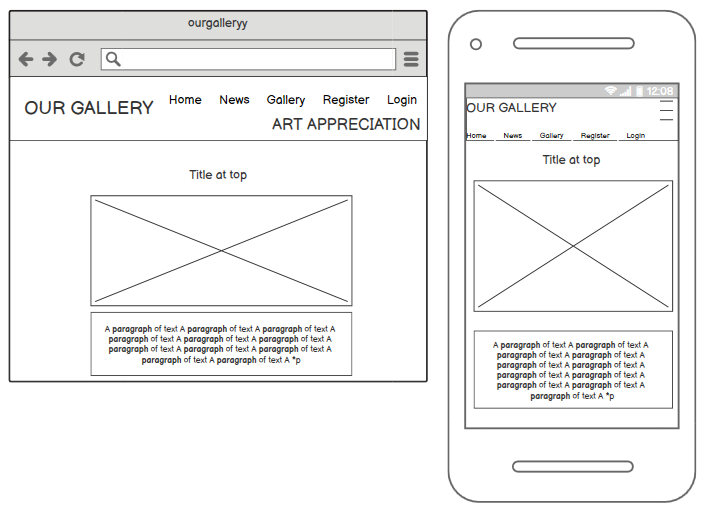 ourgalleryy
OUR GALLERY
Home News Gallery Register Login
ART APPRECIATION
Title at top
A paragraph of text A paragraph of text A paragraph of text A
paragraph of text A paragraph of text A paragraph of text A
paragraph of text A paragraph of text A paragraph of text A
paragraph of text A paragraph of text A *p
12:08
OUR GALLERY
Home News Gallery Register Login
Title at top
A paragraph of text A paragraph of text A
paragraph of text A paragraph of text A
paragraph of text A paragraph of text A
paragraph of text A paragraph of text A
paragraph of text A paragraph of text A
paragraph of text A *p